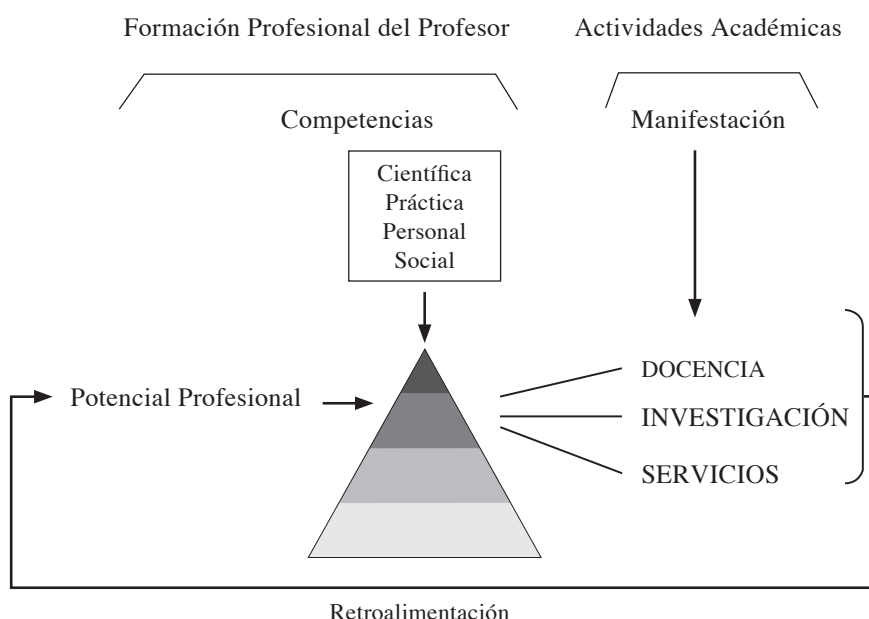 Formación Profesional del Profesor
Actividades Académicas
Competencias
Manifestación
Científica
Práctica
Personal
Social
Potencial Profesional
DOCENCIA
INVESTIGACIÓN
SERVICIOS
Retroalimentación